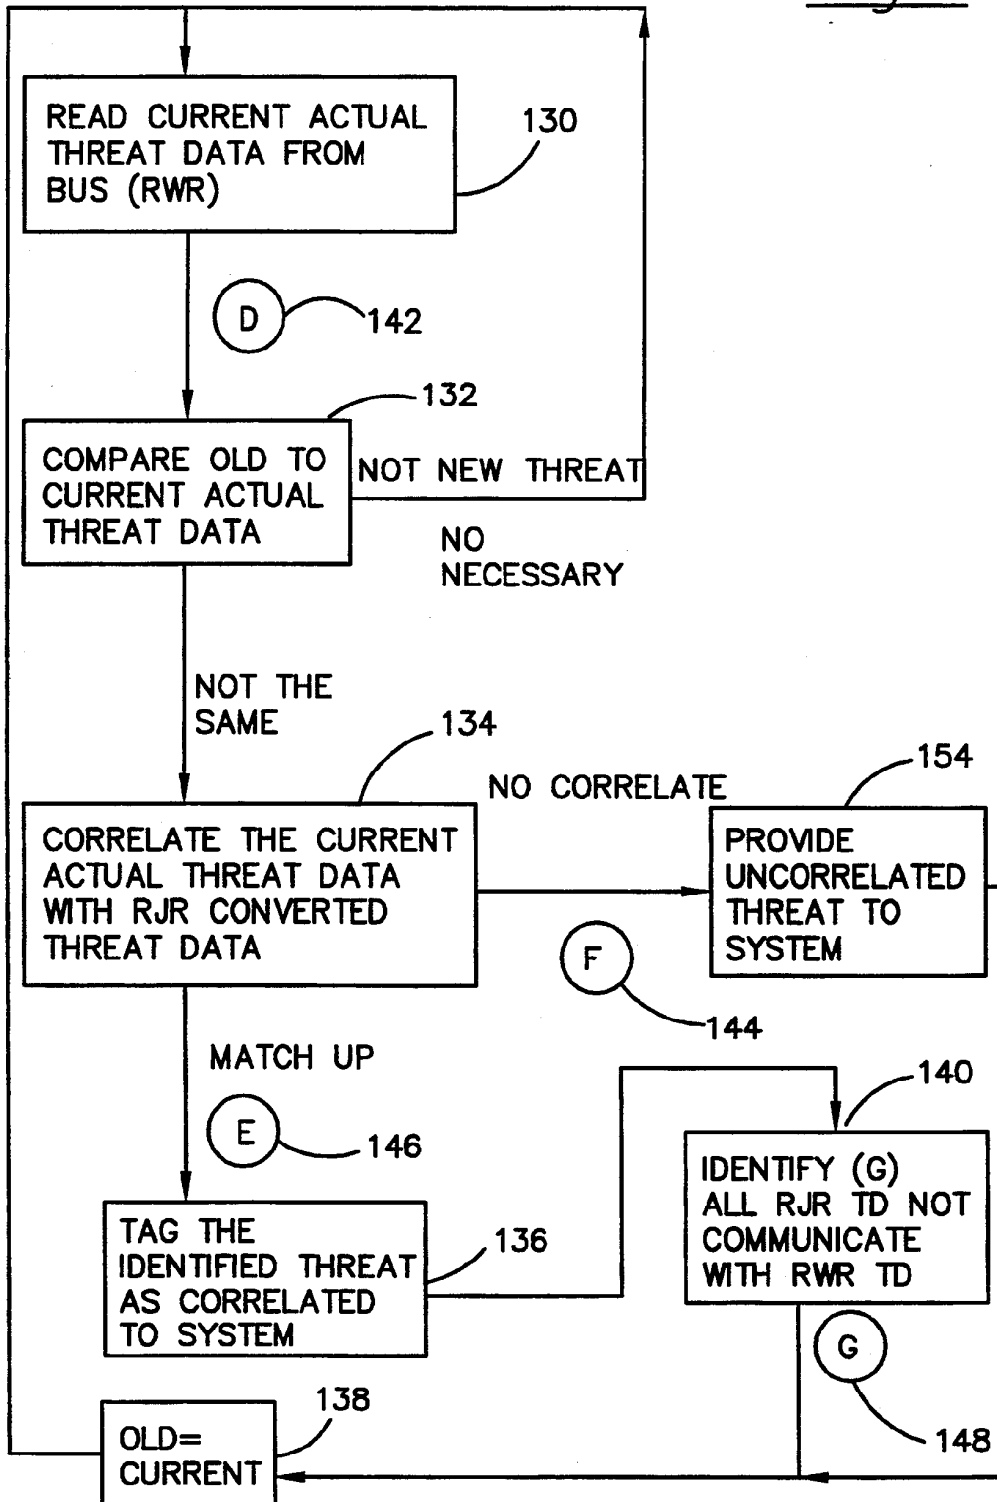 READ CURRENT ACTUAL
THREAT DATA FROM
BUS (RWR)
130
D
142
132
COMPARE OLD TO
CURRENT ACTUAL
THREAT DATA
NOT NEW THREAT
NO
NECESSARY
NOT THE
SAME
134
NO CORRELATE
154
CORRELATE THE CURRENT
ACTUAL THREAT DATA
WITH RJR CONVERTED
THREAT DATA
PROVIDE
UNCORRELATED
THREAT TO
SYSTEM
F
144
MATCH UP
E
146
140
IDENTIFY (G)
ALL RJR TD NOT
COMMUNICATE
WITH RWR TD
TAG THE
IDENTIFIED THREAT
AS CORRELATED
TO SYSTEM
136
G
148
138
OLD=
CURRENT